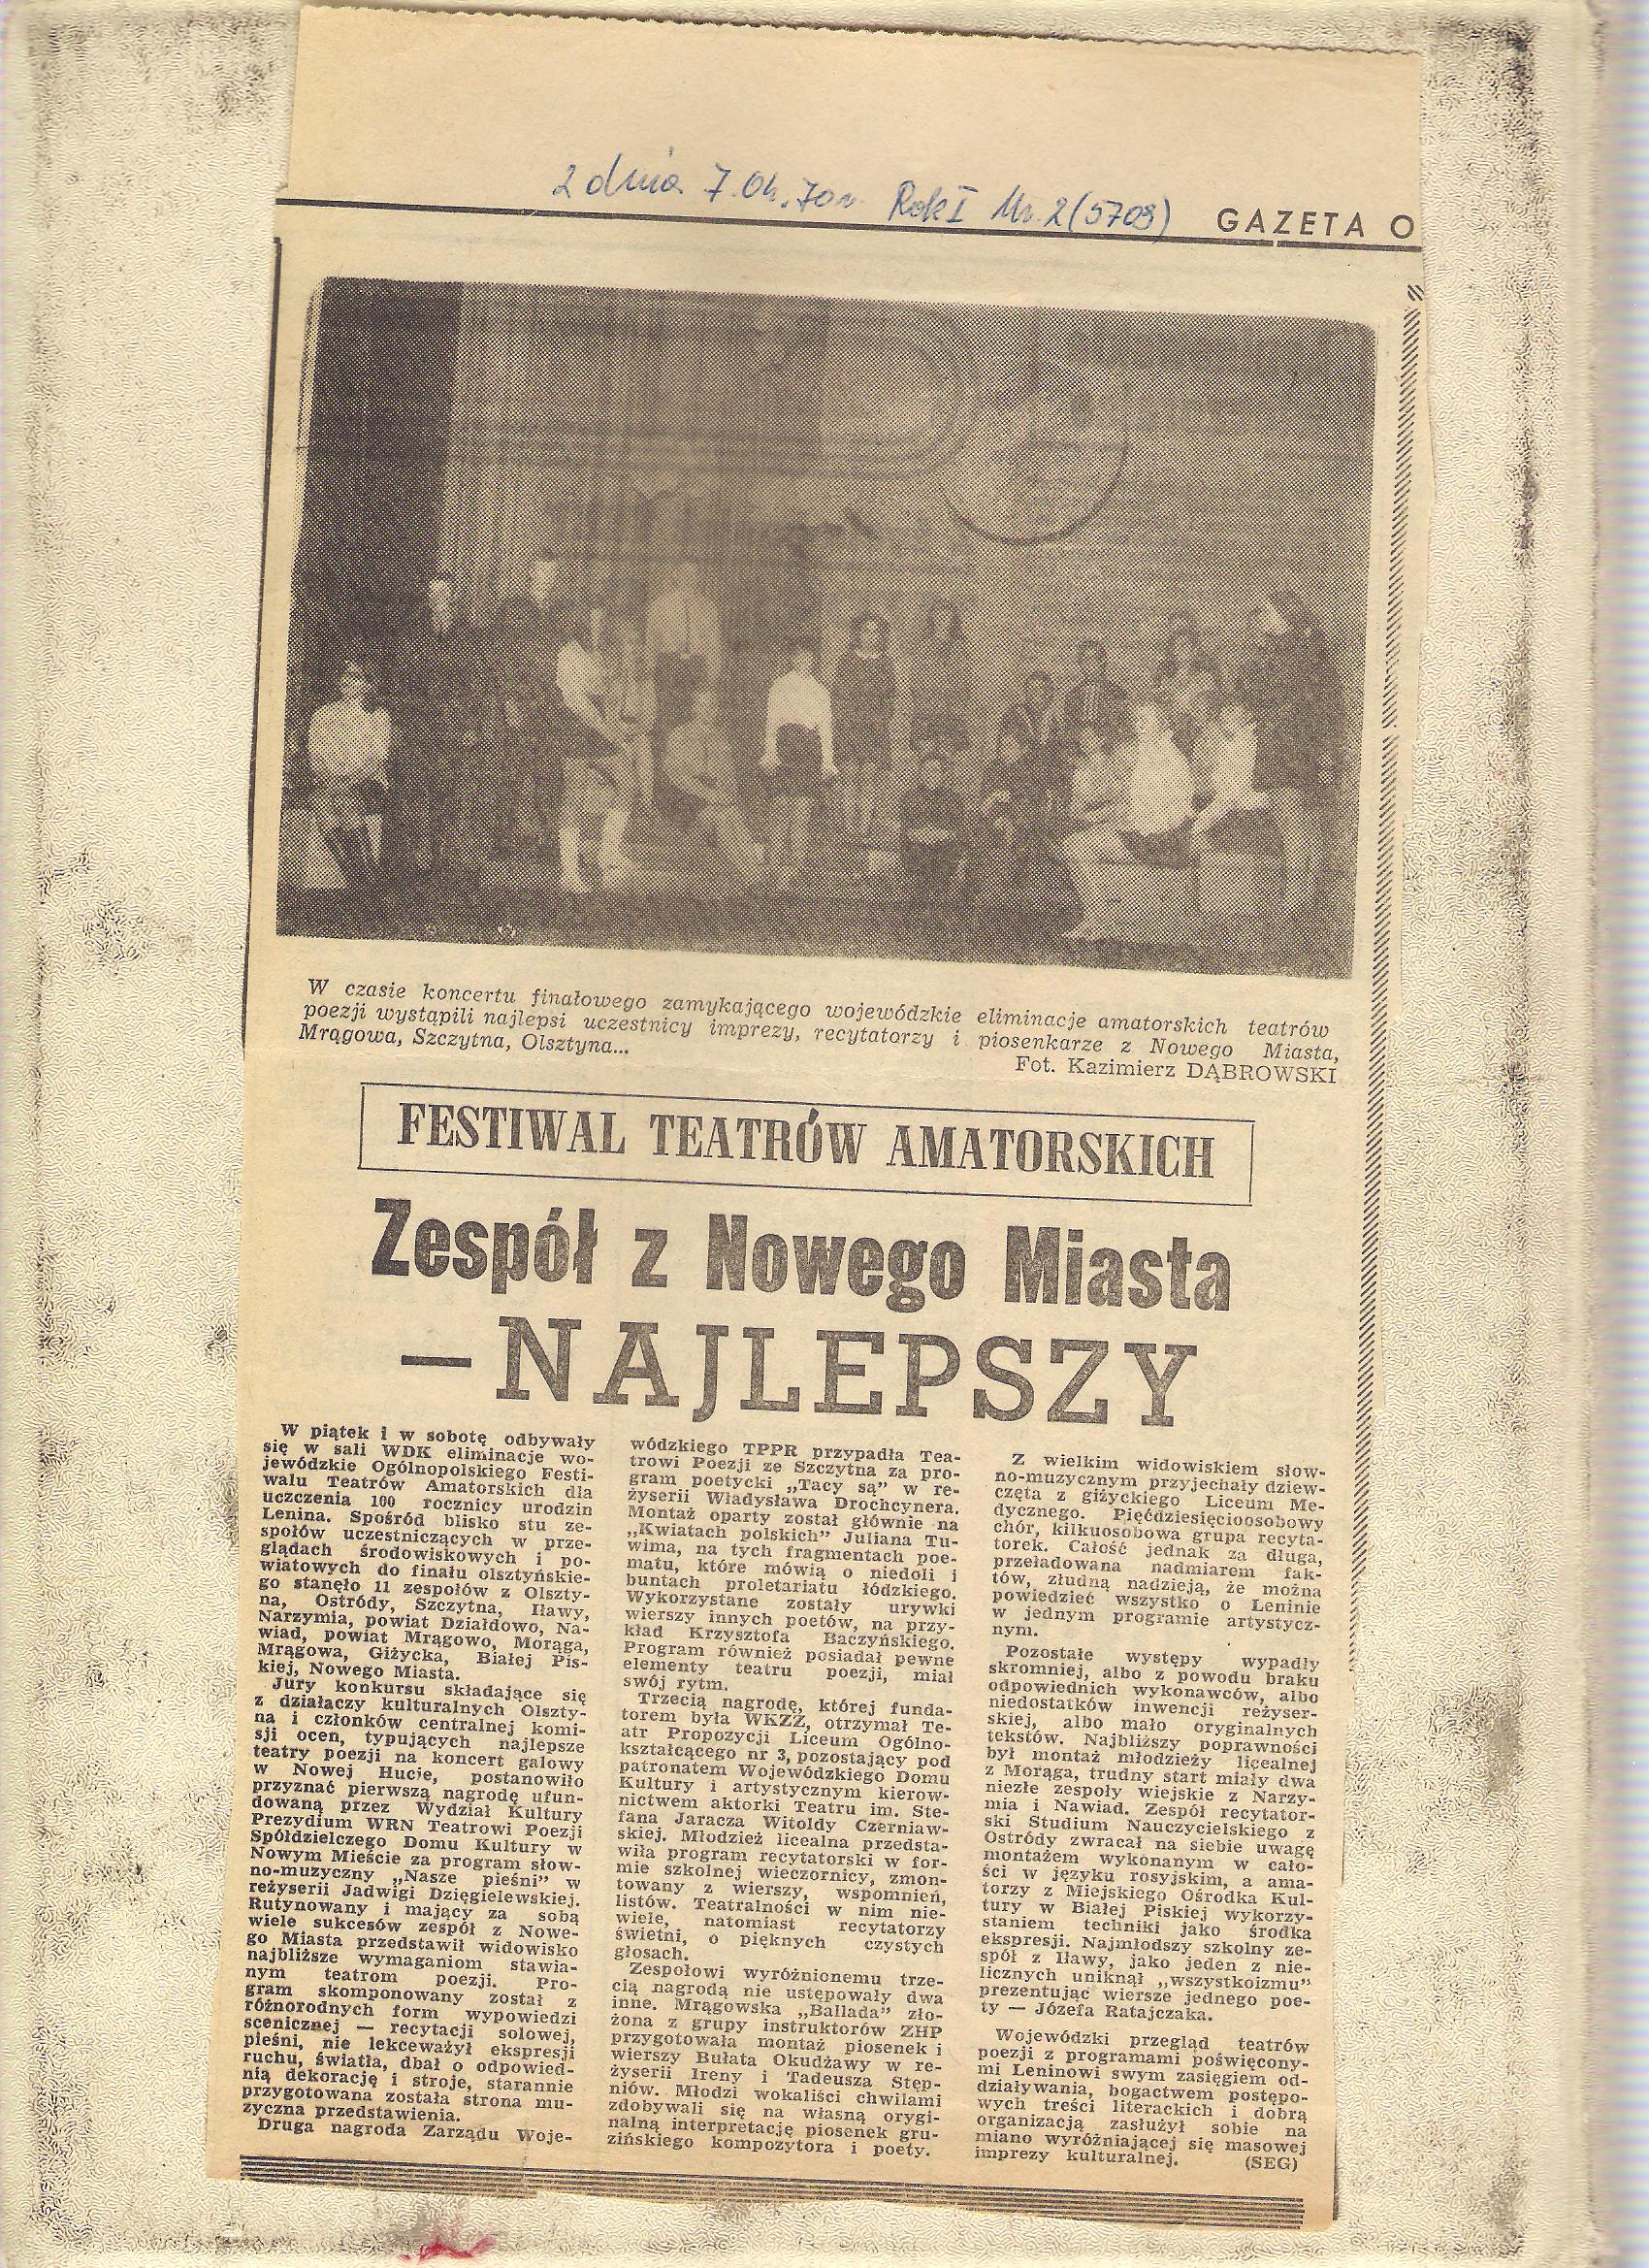 z dnia 7.04.70r. Rok I Nr. 2 (5709)
GAZETA O
W czasie koncertu finałowego zamykającego wojewódzkie eliminacje amatorskich teatrów
poezji wystąpili najlepsi uczestnicy imprezy, recytatorzy i piosenkarze z Nowego Miasta,
Mrągowa, Szczytna, Olsztyna...
Fot. Kazimierz DĄBROWSKI
FESTIWAL TEATRÓW AMATORSKICH
Zespół z Nowego Miasta
— NAJLEPSZY
W piątek i w sobotę odbywały
się w sali WDK eliminacje wo-
jewódzkie Ogólnopolskiego Festi-
walu Teatrów Amatorskich dla
uczczenia 100 rocznicy urodzin
Lenina. Spośród blisko stu ze-
społów uczestniczących w prze-
glądach środowiskowych i po-
wiatowych do finału olsztyńskie-
go stanęło 11 zespołów z Olszty-
na, Ostródy, Szczytna, Iławy,
Narzymia, powiat Działdowo, Na-
wiad, powiat Mrągowo, Morąga,
Mrągowa, Giżycka, Białej Pis-
kiej, Nowego Miasta.
Jury konkursu składające się
z działaczy kulturalnych Olszty-
na i członków centralnej komi-
sji ocen, typujących najlepsze
teatry poezji na koncert galowy
w Nowej Hucie, postanowiło
przyznać pierwszą nagrodę ufun-
dowaną przez Wydział Kultury
Prezydium WRN Teatrowi Poezji
Spółdzielczego Domu Kultury w
Nowym Mieście za program słow-
no-muzyczny „Nasze pieśni” w
reżyserii Jadwigi Dzięgielewskiej.
Rutynowany i mający za sobą
wiele sukcesów zespół z Nowe-
go Miasta przedstawił widowisko
najbliższe wymaganiom stawia-
nym teatrom poezji. Pro-
gram skomponowany został z
różnorodnych form wypowiedzi
scenicznej — recytacji solowej,
pieśni, nie lekceważył ekspresji
ruchu, światła, dbał o odpowied-
nią dekorację i stroje, starannie
przygotowana została strona mu-
zyczna przedstawienia.
Druga nagroda Zarządu Woje-
wódzkiego TPPR przypadła Tea-
trowi Poezji ze Szczytna za pro-
gram poetycki „Tacy są” w re-
żyserii Władysława Drochcynera.
Montaż oparty został głównie na
„Kwiatach polskich” Juliana Tu-
wima, na tych fragmentach poe-
matu, które mówią o niedoli i
buntach proletariatu łódzkiego.
Wykorzystane zostały urywki
wierszy innych poetów, na przy-
kład Krzysztofa Baczyńskiego.
Program również posiadał pewne
elementy teatru poezji, miał
swój rytm.
Trzecią nagrodę, której funda-
torem była WKZZ, otrzymał Te-
atr Propozycji Liceum Ogólno-
kształcącego nr 3, pozostający pod
patronatem Wojewódzkiego Domu
Kultury i artystycznym kierow-
nictwem aktorki Teatru im. Ste-
fana Jaracza Witoldy Czerniaw-
skiej. Młodzież licealna przedsta-
wiła program recytatorski w for-
mie szkolnej wieczornicy, zmon-
towany z wierszy, wspomnień,
listów. Teatralności w nim nie-
wiele, natomiast recytatorzy
świetni, o pięknych czystych
głosach.
Zespołowi wyróżnionemu trze-
cią nagrodą nie ustępowały dwa
inne. Mrągowska „Ballada” zło-
żona z grupy instruktorów ZHP
przygotowała montaż piosenek i
wierszy Bułata Okudżawy w re-
żyserii Ireny i Tadeusza Stęp-
niów. Młodzi wokaliści chwilami
zdobywali się na własną orygi-
nalną interpretację piosenek gru-
zińskiego kompozytora i poety.
Z wielkim widowiskiem słow-
no-muzycznym przyjechały dziew-
częta z giżyckiego Liceum Me-
dycznego. Pięćdziesięcioosobowy
chór, kilkuosobowa grupa recyta-
torek. Całość jednak za długa,
przeładowana nadmiarem fak-
tów, złudną nadzieją, że można
powiedzieć wszystko o Leninie
w jednym programie artystycz-
nym.
Pozostałe występy wypadły
skromniej, albo z powodu braku
odpowiednich wykonawców, albo
niedostatków inwencji reżyser-
skiej, albo mało oryginalnych
tekstów. Najbliższy poprawności
był montaż młodzieży licealnej
z Morąga, trudny start miały dwa
niezłe zespoły wiejskie z Narzy-
mia i Nawiad. Zespół recytator-
ski Studium Nauczycielskiego z
Ostródy zwracał na siebie uwagę
montażem wykonanym w cało-
ści w języku rosyjskim, a ama-
torzy z Miejskiego Ośrodka Kul-
tury w Białej Piskiej wykorzy-
staniem techniki jako środka
ekspresji. Najmłodszy szkolny ze-
spół z Iławy, jako jeden z nie-
licznych uniknął „wszystkoizmu”
prezentując wiersze jednego poe-
ty — Józefa Ratajczaka.
Wojewódzki przegląd teatrów
poezji z programami poświęcony-
mi Leninowi swym zasięgiem od-
działywania, bogactwem postępo-
wych treści literackich i dobrą
organizacją zasłużył sobie na
miano wyróżniającej się masowej
imprezy kulturalnej. (SEG)